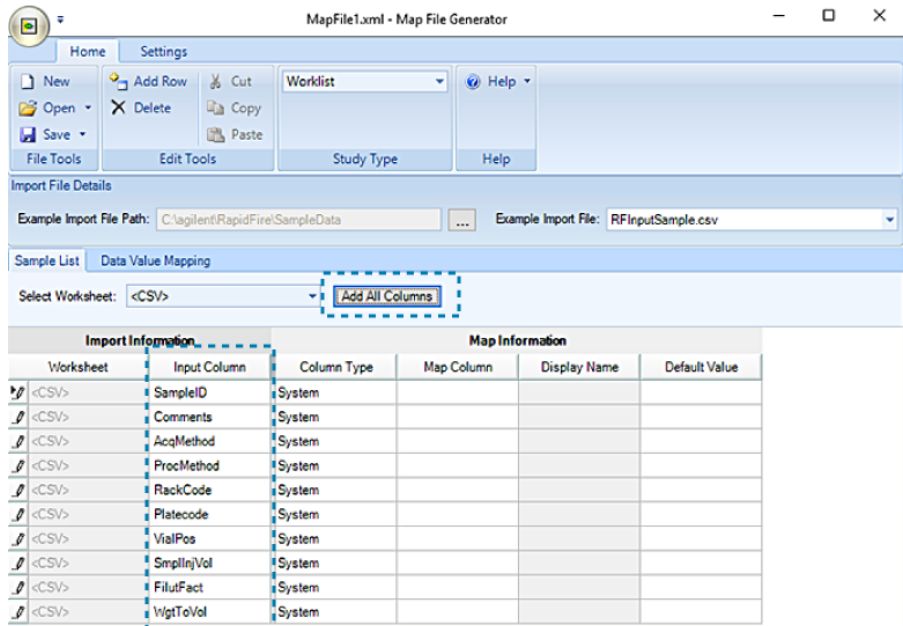 MapFile1.xml - Map File Generator
Home Settings
New Add Row Cut Worklist Help
Open Delete Copy
Save Paste
File Tools Edit Tools Study Type Help
Import File Details
Example Import File Path: C:\agilent\RapidFire\SampleData ... Example Import File: RFInputSample.csv
Sample List Data Value Mapping
Select Worksheet: <CSV> Add All Columns
Import Information Map Information
Worksheet Input Column Column Type Map Column Display Name Default Value
<CSV> SampleID System
<CSV> Comments System
<CSV> AcqMethod System
<CSV> ProcMethod System
<CSV> RackCode System
<CSV> Platecode System
<CSV> VialPos System
<CSV> SmplInjVol System
<CSV> FilutFact System
<CSV> WgtToVol System